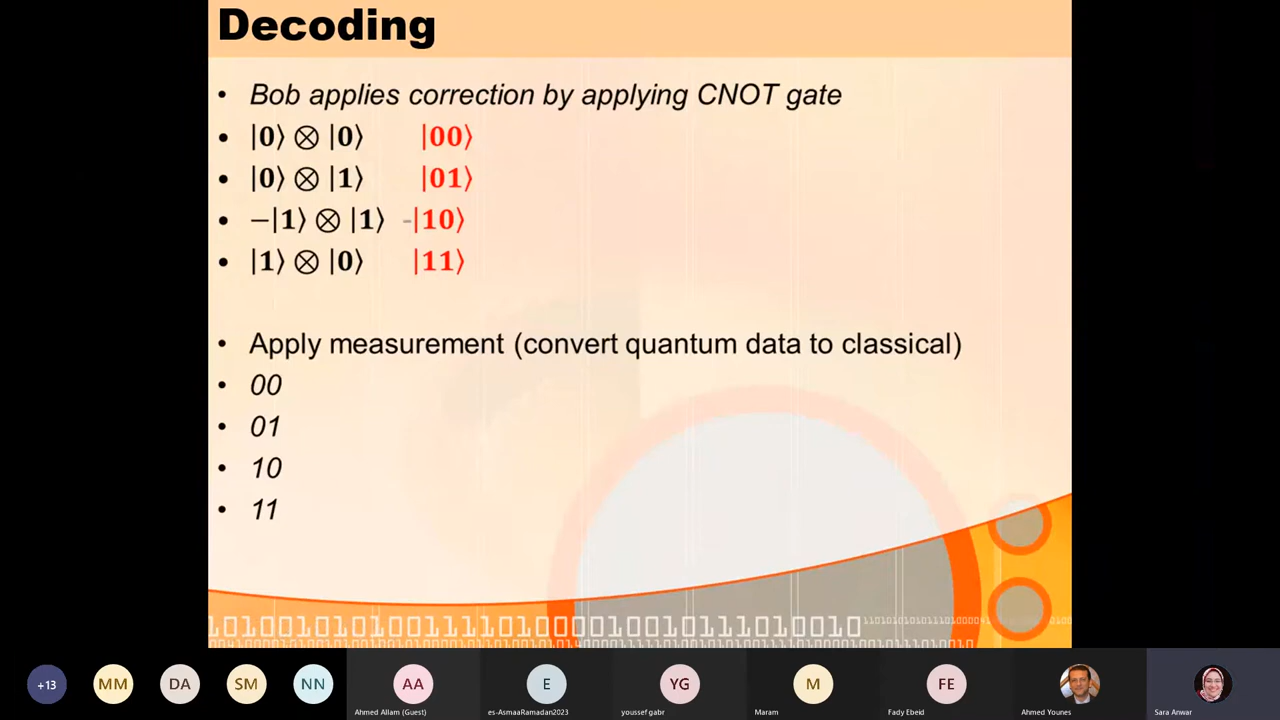 Decoding
• Bob applies correction by applying CNOT gate
• |0⟩ ⊗ |0⟩ |00⟩
• |0⟩ ⊗ |1⟩ |01⟩
• −|1⟩ ⊗ |1⟩ -|10⟩
• |1⟩ ⊗ |0⟩ |11⟩
• Apply measurement (convert quantum data to classical)
• 00
• 01
• 10
• 11
+13 MM DA SM NN AA E YG M FE
Ahmed Allam (Guest) es-AsmaaRamadan2023 youssef gabr Maram Fady Ebeid Ahmed Younes Sara Anwar